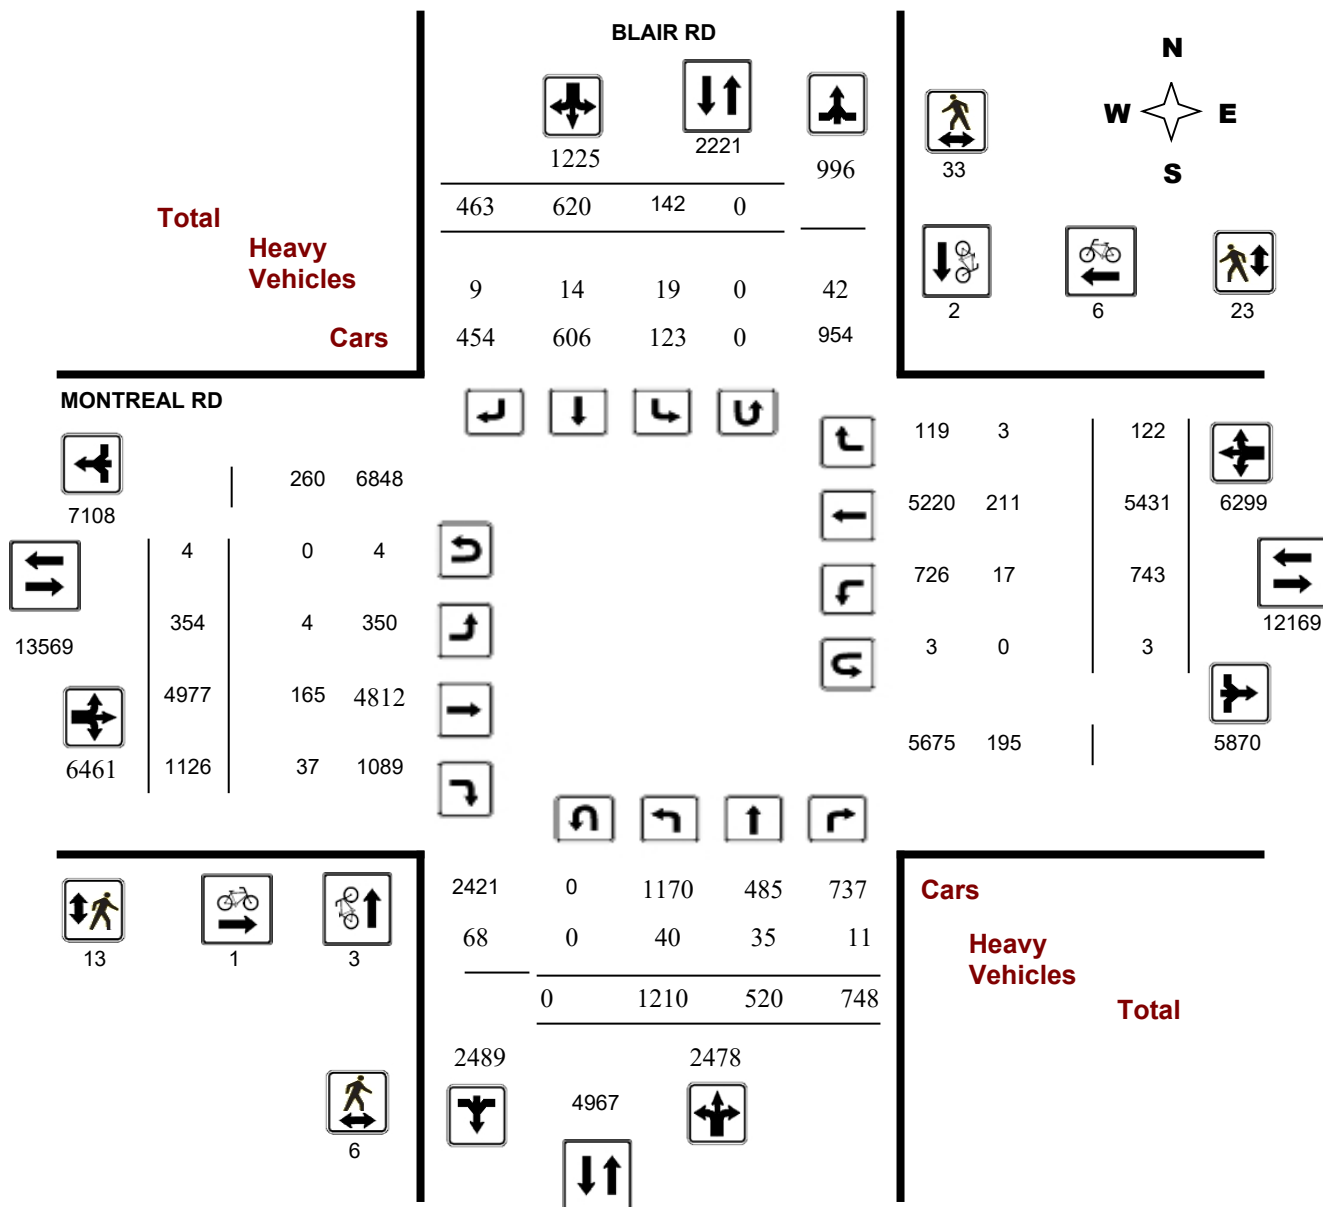 BLAIR RD
N
W E
S
1225 2221 996 33
463 620 142 0
Total
Heavy
Vehicles
9 14 19 0 42
2 6 23
Cars 454 606 123 0 954
MONTREAL RD
119 3 122
260 6848
7108
5220 211 5431 6299
4 0 4
726 17 743
354 4 350
12169
13569
3 0 3
4977 165 4812
5675 195 5870
6461 1126 37 1089
2421 0 1170 485 737 Cars
68 0 40 35 11 Heavy
Vehicles
13 1 3
0 1210 520 748 Total
2489 2478
4967
6